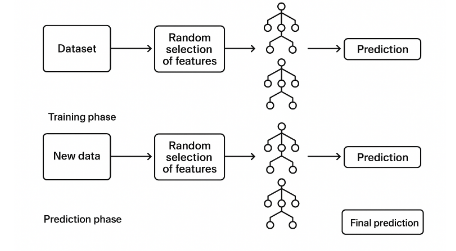 Dataset
Random
selection
of features
Prediction
Training phase
New data
Random
selection
of features
Prediction
Prediction phase
Final prediction